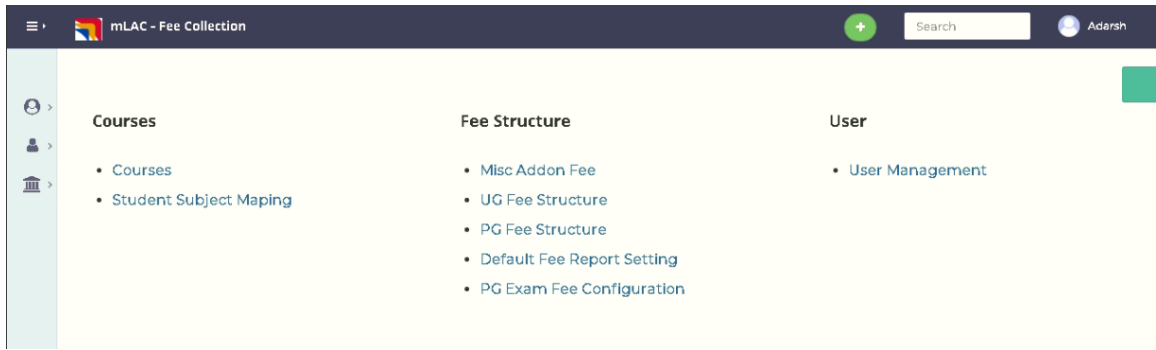 mLAC - Fee Collection
+
Search
Adarsh
Courses
• Courses
• Student Subject Maping
Fee Structure
• Misc Addon Fee
• UG Fee Structure
• PG Fee Structure
• Default Fee Report Setting
• PG Exam Fee Configuration
User
• User Management